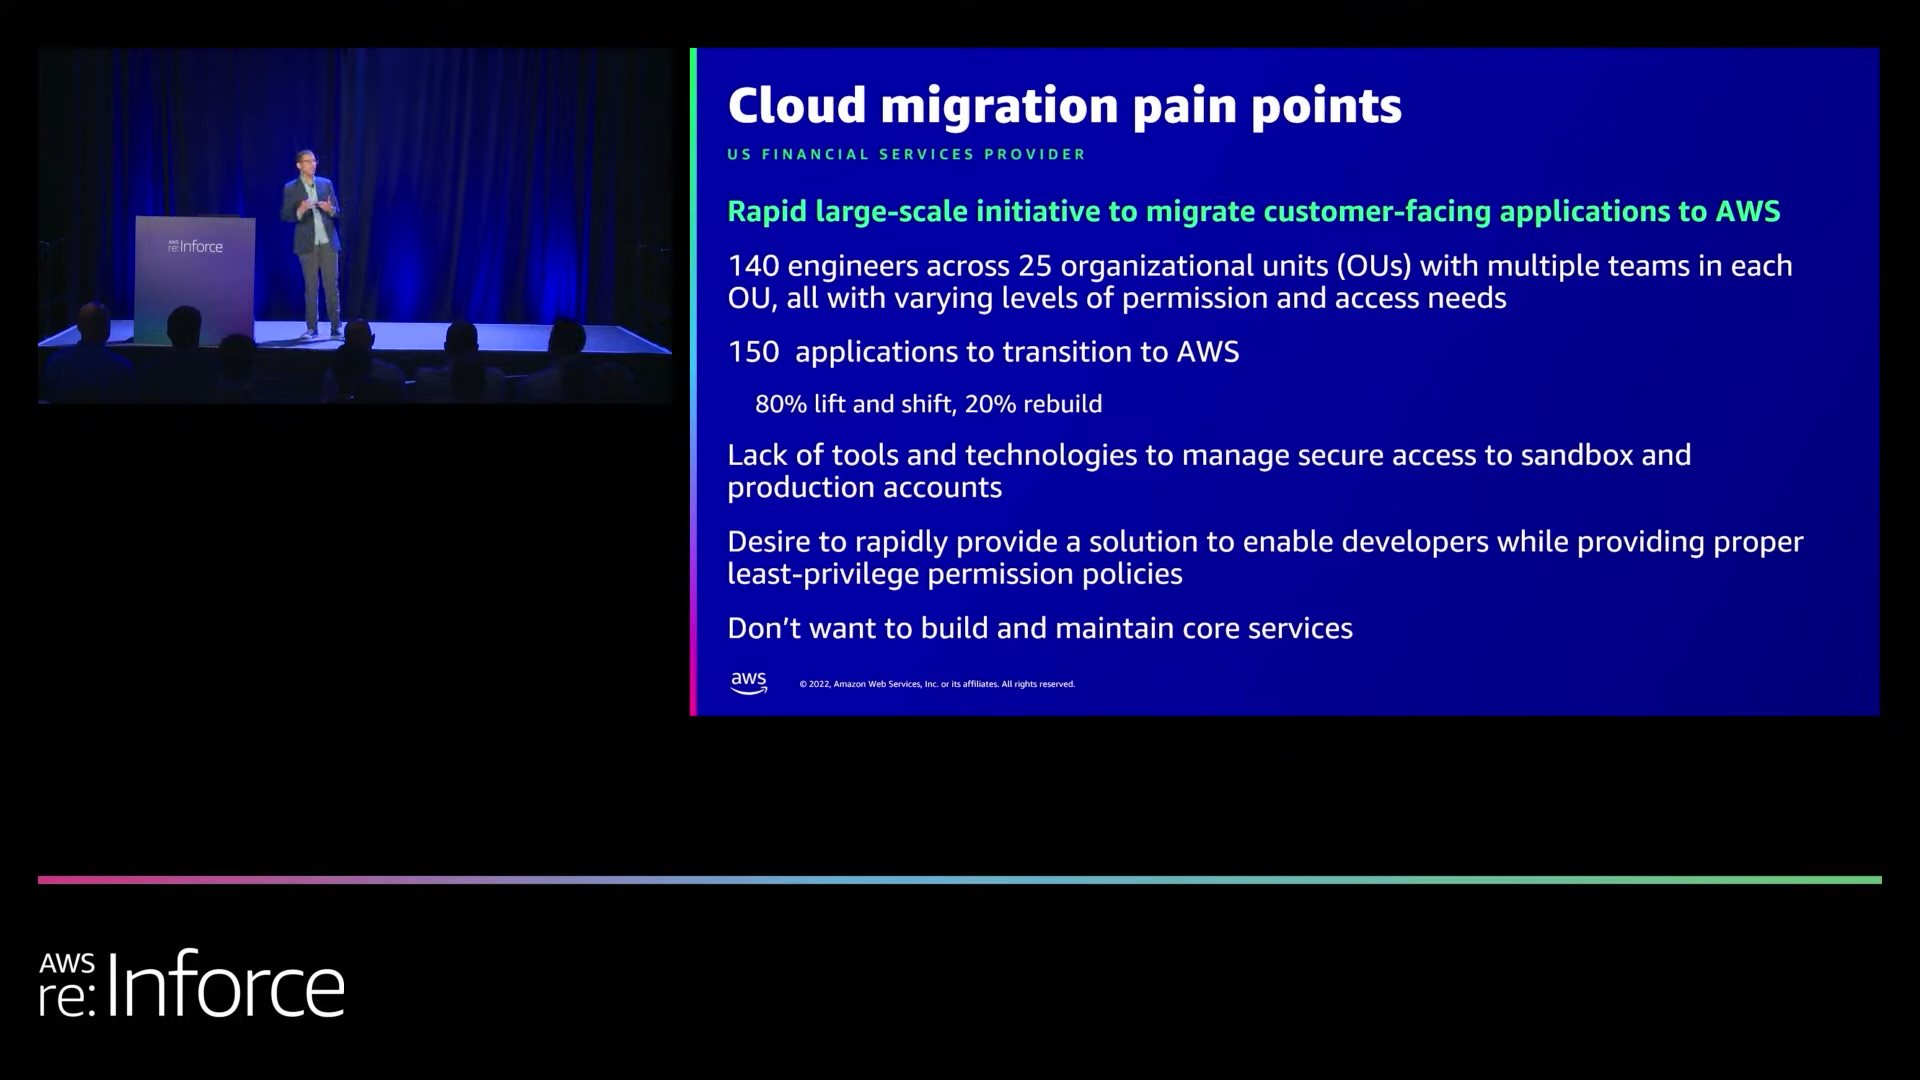 AWS
re:Inforce
Cloud migration pain points
US FINANCIAL SERVICES PROVIDER
Rapid large-scale initiative to migrate customer-facing applications to AWS
140 engineers across 25 organizational units (OUs) with multiple teams in each
OU, all with varying levels of permission and access needs
150 applications to transition to AWS
80% lift and shift, 20% rebuild
Lack of tools and technologies to manage secure access to sandbox and
production accounts
Desire to rapidly provide a solution to enable developers while providing proper
least-privilege permission policies
Don't want to build and maintain core services
aws
© 2022, Amazon Web Services, Inc. or its affiliates. All rights reserved.
AWS
re:Inforce